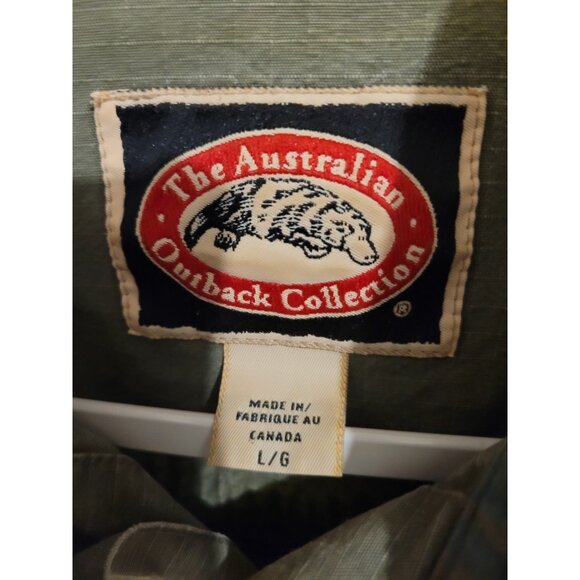 · The Australian ·
Outback Collection
®
MADE IN/
FABRIQUE AU
CANADA
L/G